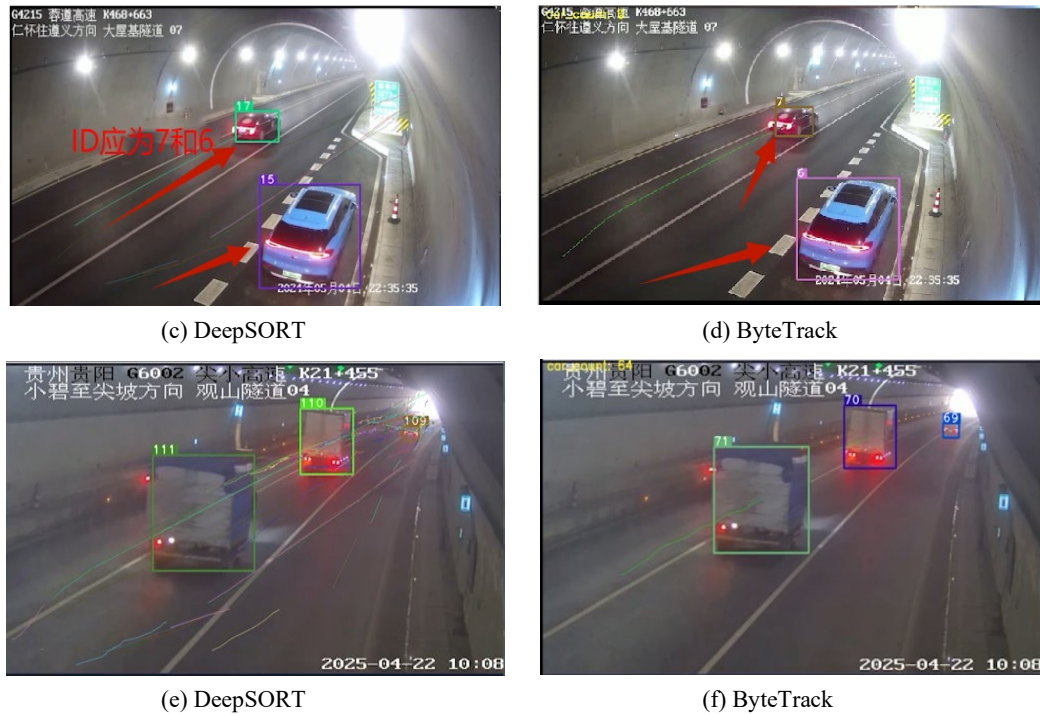 G4215 蓉遵高速 K468+663
仁怀往遵义方向 大屋基隧道 07
17
ID应为7和6
15
2024年05月04日,22:35:35
(c) DeepSORT
G4215 蓉遵高速 K468+663
仁怀往遵义方向 大屋基隧道 07
7
6
2024年05月04日,22:35:35
(d) ByteTrack
贵州贵阳 G6002 尖小高速 K21+455
小碧至尖坡方向 观山隧道04
110
109
111
2025-04-22 10:08
(e) DeepSORT
car_count: 64
贵州贵阳 G6002 尖小高速 K21+455
小碧至尖坡方向 观山隧道04
70
69
71
2025-04-22 10:08
(f) ByteTrack